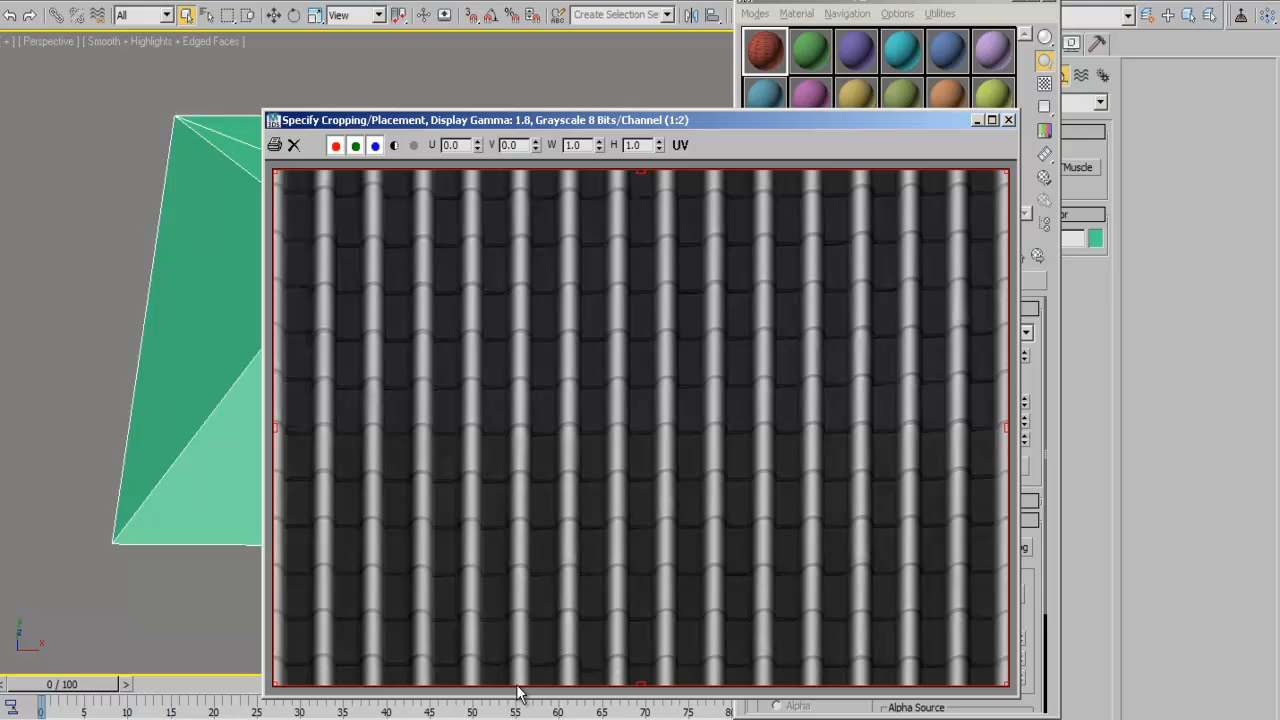 All
View
Create Selection Se
Modes Material Navigation Options Utilities
+ ] [ Perspective ] [ Smooth + Highlights + Edged Faces ]
Specify Cropping/Placement, Display Gamma: 1.8, Grayscale 8 Bits/Channel (1:2)
U 0.0 V 0.0 W 1.0 H 1.0 UV
Muscle
or
y
z
x
0 / 100
0 5 10 15 20 25 30 35 40 45 50 55 60 65 70 75
Alpha
Alpha Source